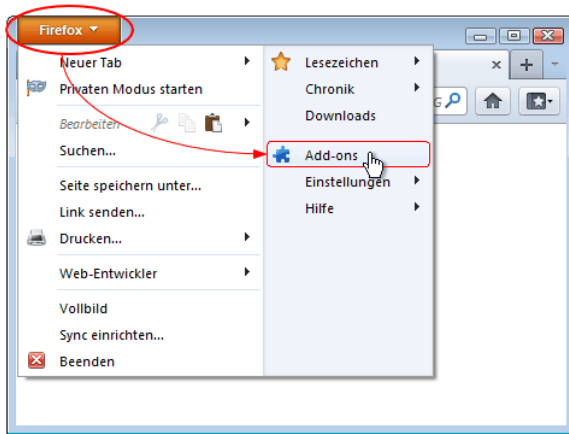 Firefox
Neuer Tab
Privaten Modus starten
Bearbeiten
Suchen...
Seite speichern unter...
Link senden...
Drucken...
Web-Entwickler
Vollbild
Sync einrichten...
Beenden
Lesezeichen
Chronik
Downloads
Add-ons
Einstellungen
Hilfe
G